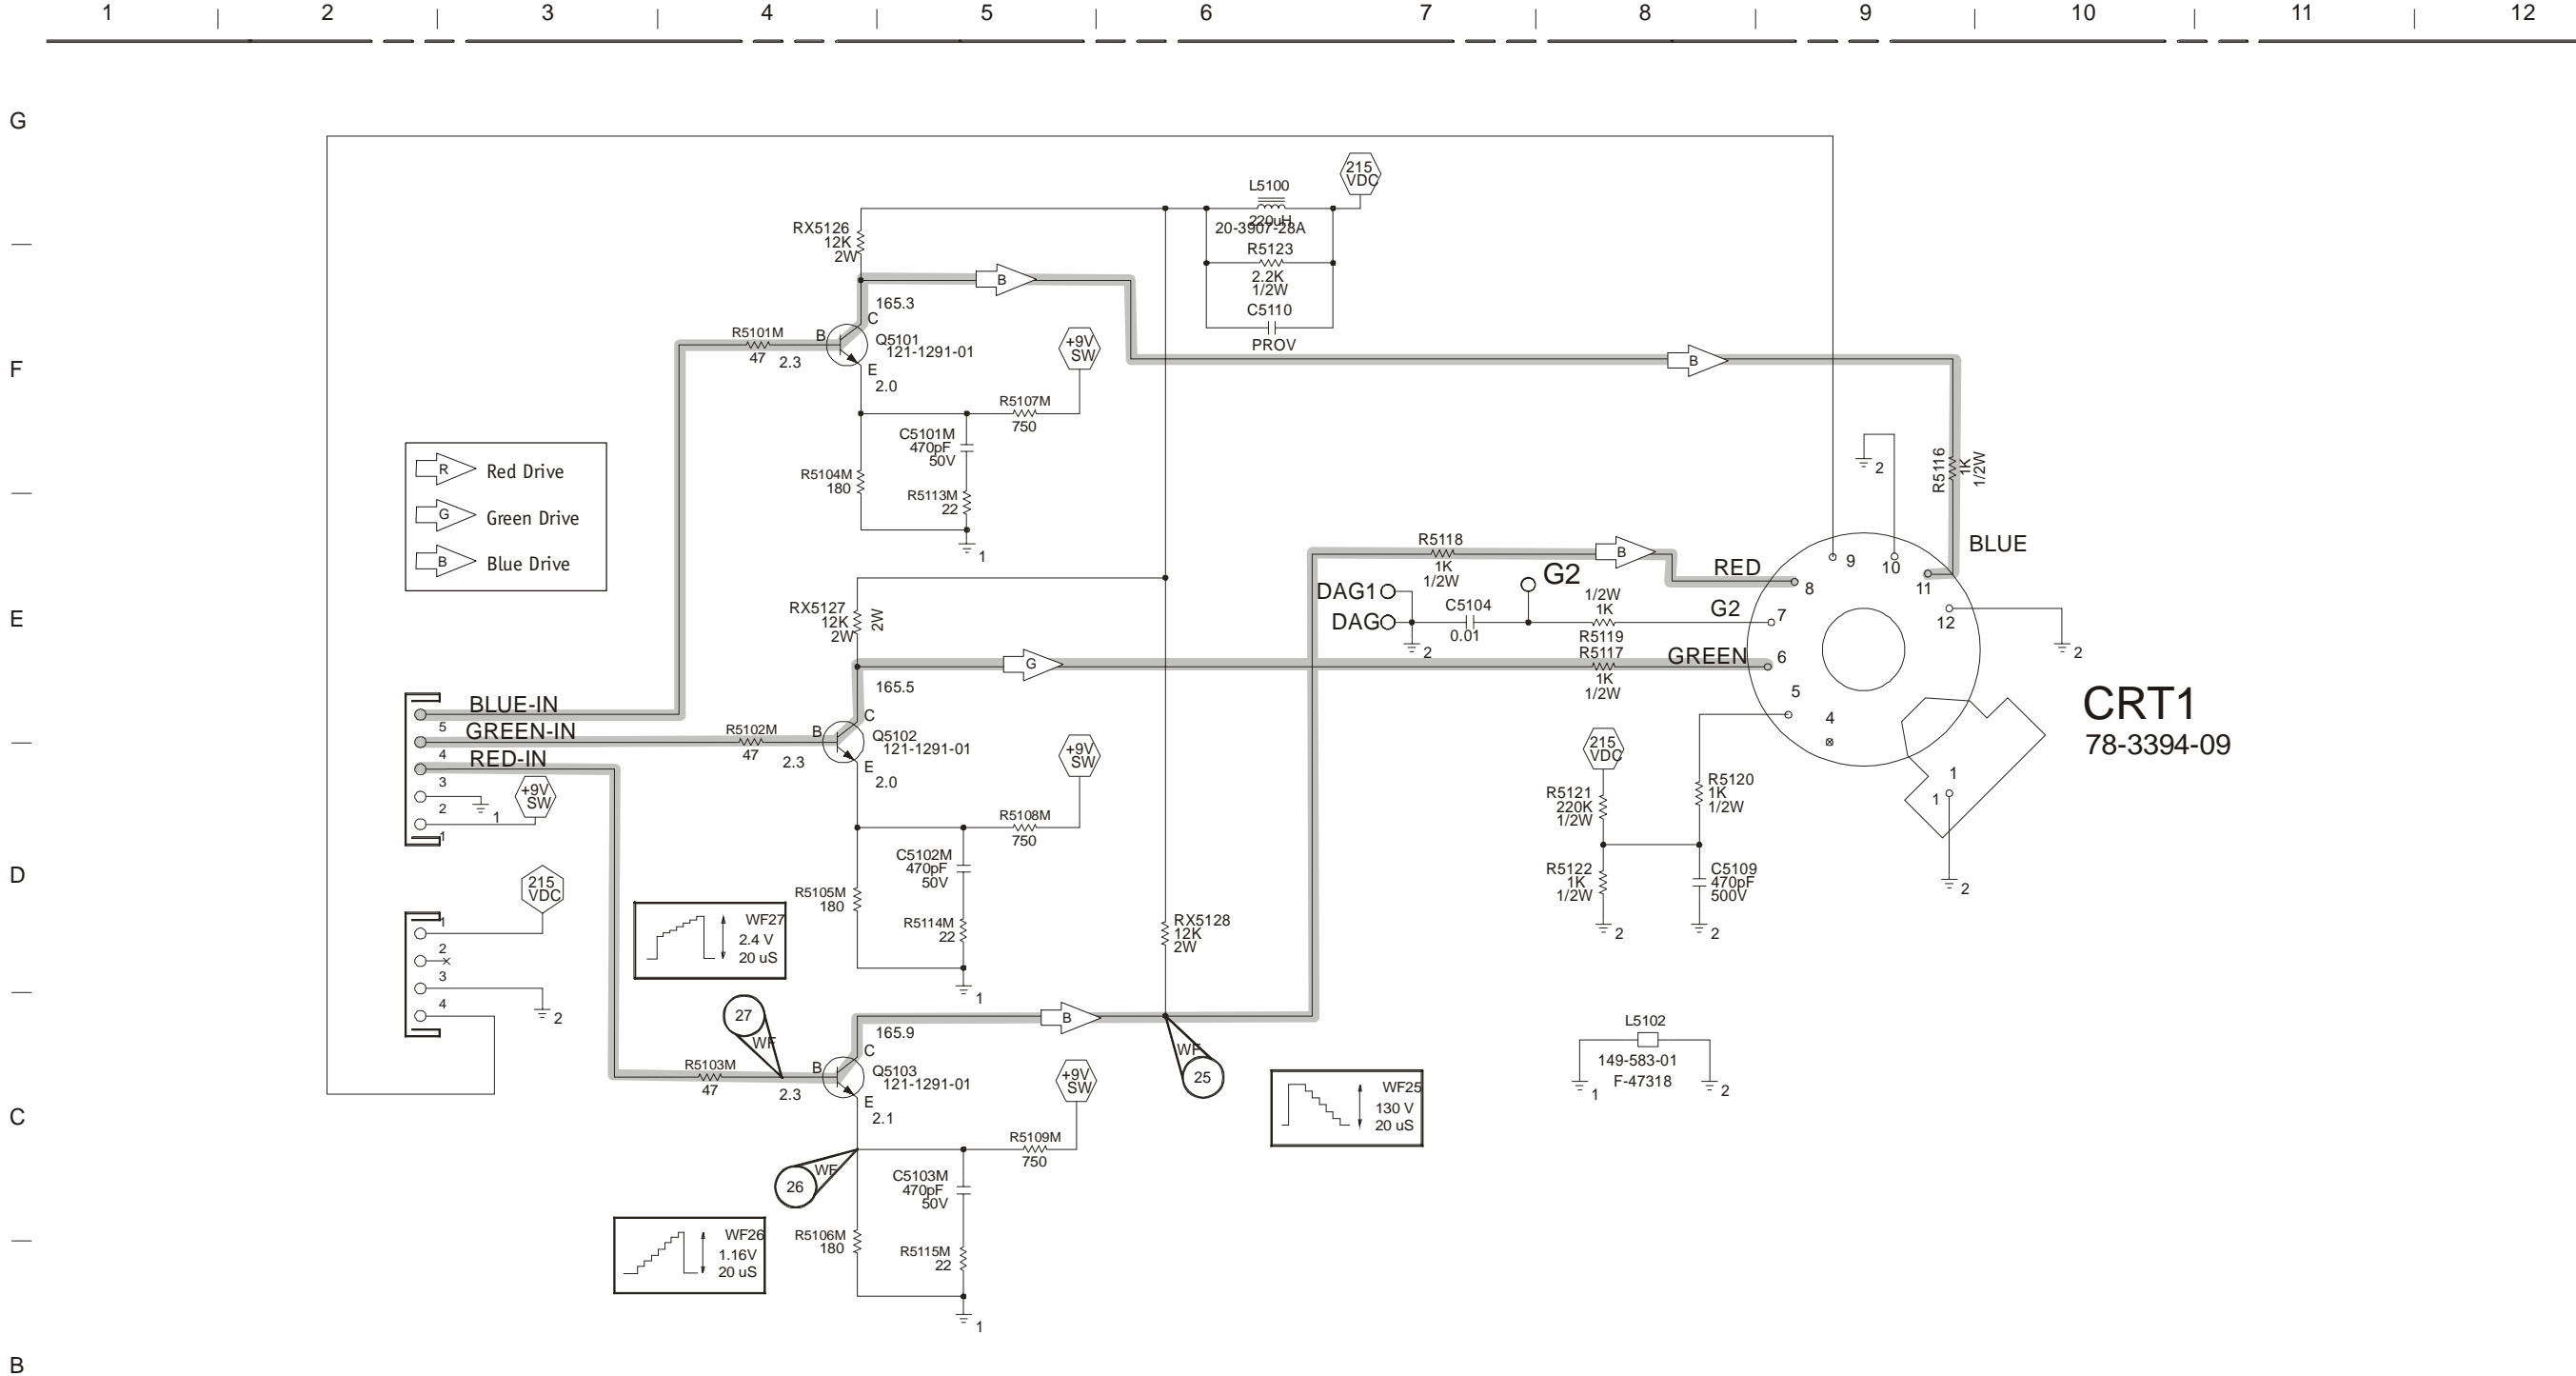 1 2 3 4 5 6 7 8 9 10 11 12
G
215
VDC
L5100
220uH
20-3907-28A
R5123
2.2K
1/2W
C5110
PROV
RX5126
12K
2W
B
165.3
C
R5101M
47
2.3
B
Q5101
121-1291-01
E
2.0
+9V
SW
B
F
R5107M
750
C5101M
470pF
50V
R5104M
180
R5113M
22
1
R Red Drive
G Green Drive
B Blue Drive
2
R5116
1K
1/2W
BLUE
R5118
1K
1/2W
B
RED
9
10
11
8
G2
DAG1
DAG
C5104
0.01
2
1/2W
1K
R5119
G2
7
12
2
E
RX5127
12K
2W
2W
G
R5117
1K
1/2W
GREEN
6
5
4
165.5
C
BLUE-IN
5
GREEN-IN
4
RED-IN
3
2
1
1
+9V
SW
R5102M
47
2.3
B
Q5102
121-1291-01
E
2.0
+9V
SW
CRT1
78-3394-09
1
1
2
215
VDC
R5121
220K
1/2W
R5120
1K
1/2W
R5122
1K
1/2W
C5109
470pF
500V
2
2
R5108M
750
C5102M
470pF
50V
D
215
VDC
1
2
3
4
2
R5105M
180
R5114M
22
1
WF27
2.4 V
20 uS
RX5128
12K
2W
27
WF
165.9
C
B
WF
25
R5103M
47
2.3
B
Q5103
121-1291-01
E
2.1
+9V
SW
WF25
130 V
20 uS
L5102
149-583-01
F-47318
1
2
C
R5109M
750
WF
26
C5103M
470pF
50V
R5106M
180
R5115M
22
1
WF26
1.16V
20 uS
B